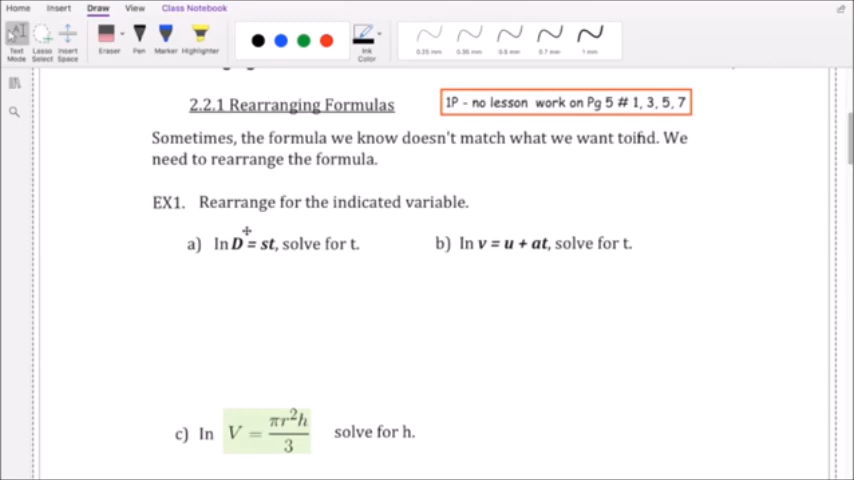 Home Insert Draw View Class Notebook
Text Mode Lasso Select Insert Space Eraser Pen Marker Highlighter Ink Color 0.25 mm 0.35 mm 0.5 mm 0.7 mm 1 mm
2.2.1 Rearranging Formulas
1P - no lesson work on Pg 5 # 1, 3, 5, 7
Sometimes, the formula we know doesn't match what we want to find. We
need to rearrange the formula.
EX1. Rearrange for the indicated variable.
a) In D = st, solve for t. b) In v = u + at, solve for t.
c) In V = πr²h/3 solve for h.